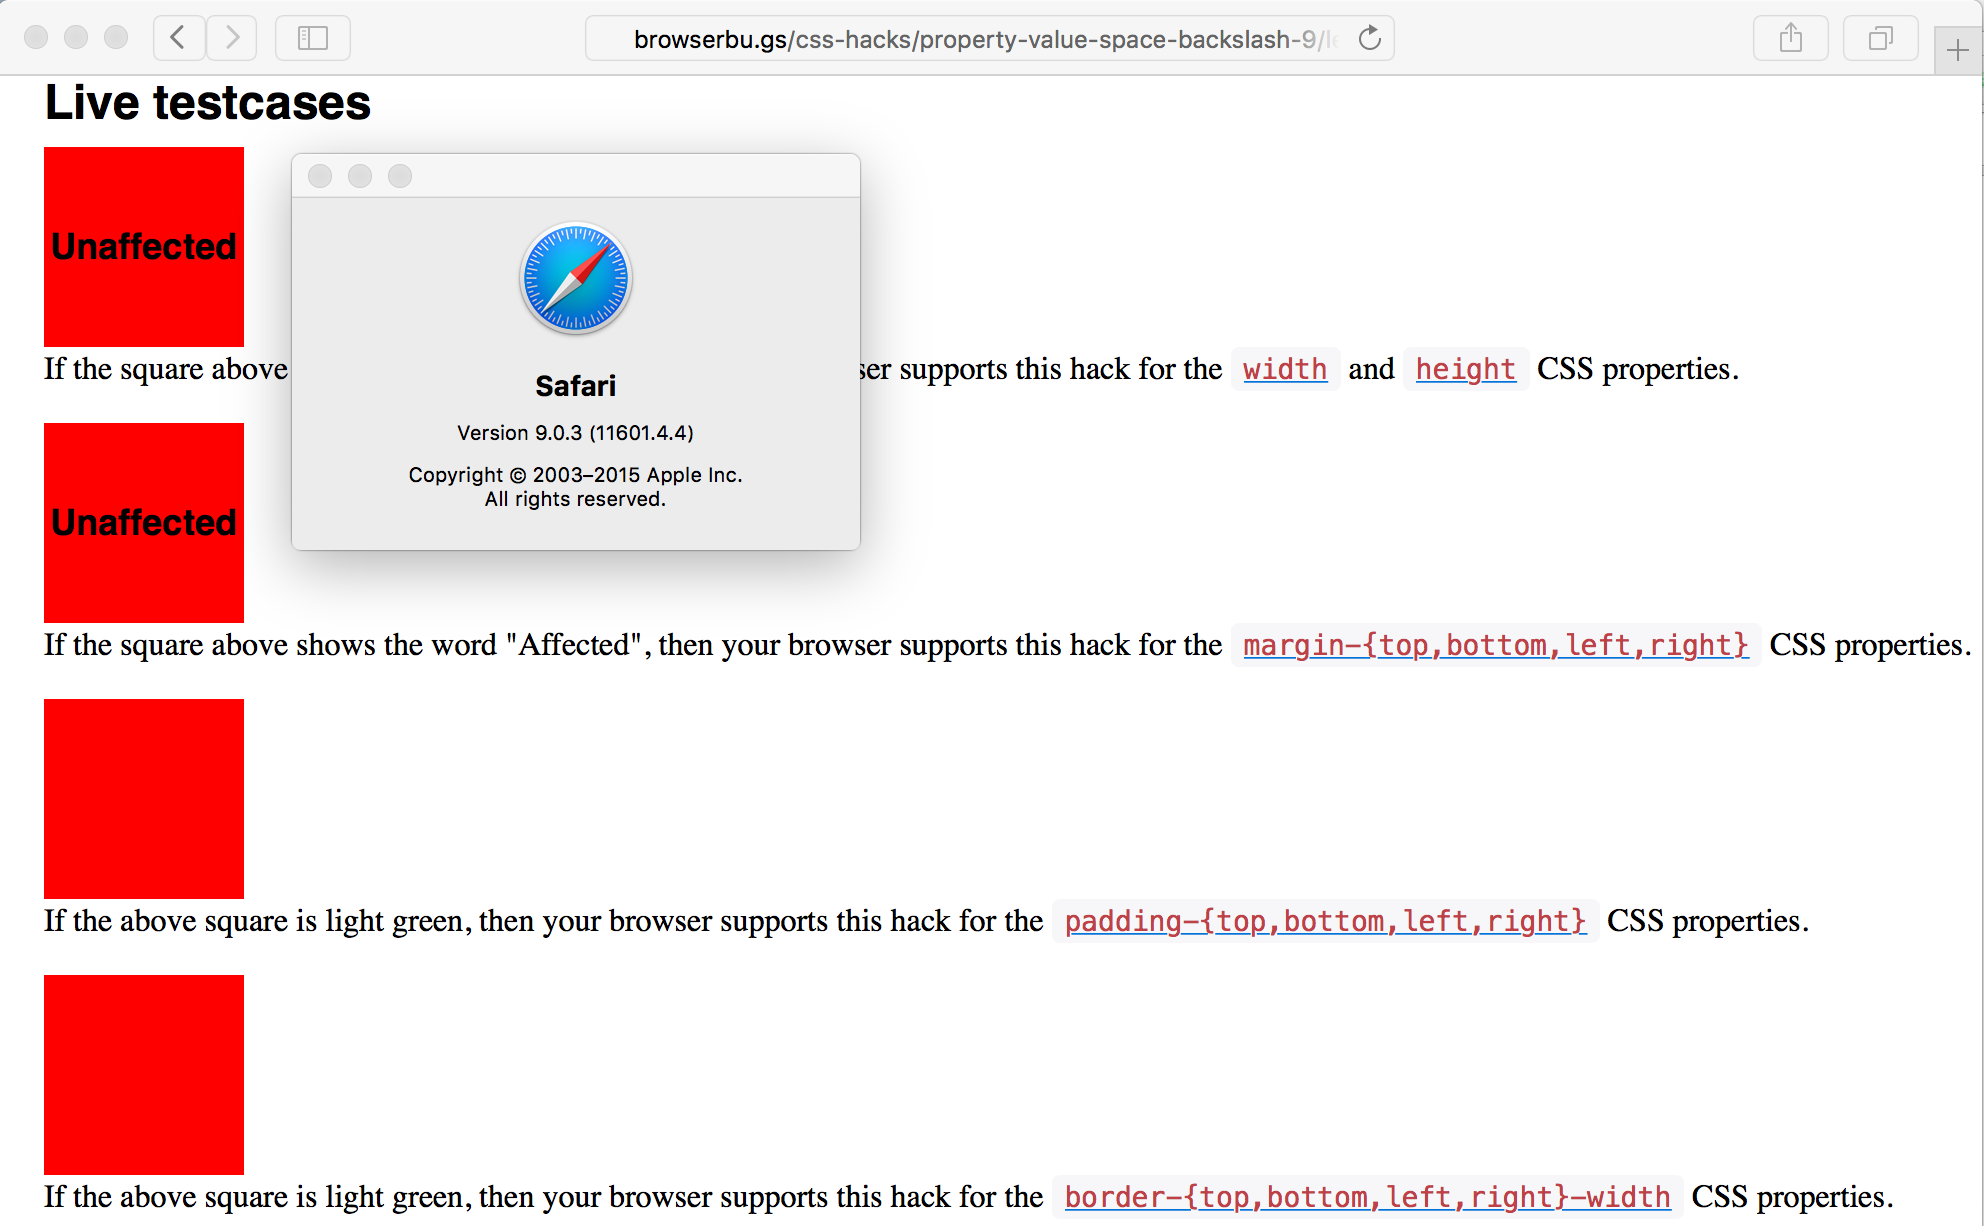 browserbu.gs/css-hacks/property-value-space-backslash-9/
Live testcases
Unaffected
If the square above
supports this hack for the width and height CSS properties.
Safari
Version 9.0.3 (11601.4.4)
Copyright © 2003–2015 Apple Inc.
All rights reserved.
Unaffected
If the square above shows the word "Affected", then your browser supports this hack for the margin-{top,bottom,left,right} CSS properties.
If the above square is light green, then your browser supports this hack for the padding-{top,bottom,left,right} CSS properties.
If the above square is light green, then your browser supports this hack for the border-{top,bottom,left,right}-width CSS properties.